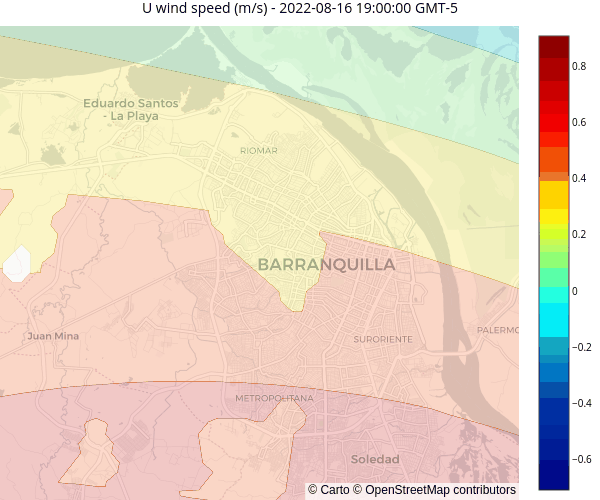 U wind speed (m/s) - 2022-08-16 19:00:00 GMT-5
Eduardo Santos
- La Playa
RIOMAR
BARRANQUILLA
Juan Mina
SURORIENTE
PALERMO
METROPOLITANA
Soledad
© Carto © OpenStreetMap contributors
0.8
0.6
0.4
0.2
0
−0.2
−0.4
−0.6